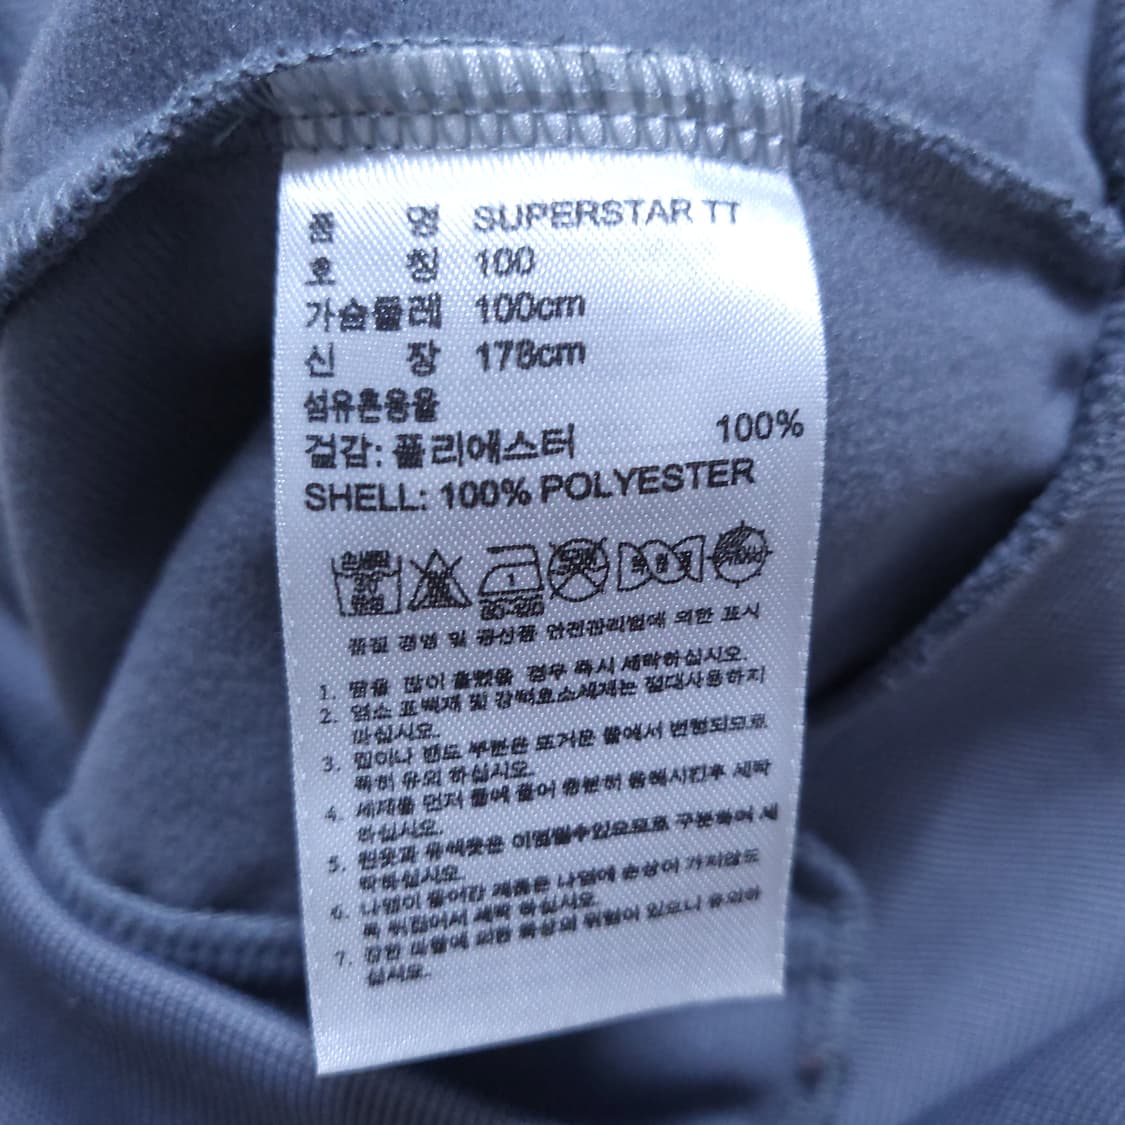 품 명 SUPERSTAR TT
호 칭 100
가슴둘레 100cm
신 장 178cm
섬유혼용율
겉감: 폴리에스터 100%
SHELL: 100% POLYESTER
80-120
품질 경영 및 공산품 안전관리법에 의한 표시
1. 땀을 많이 흘렸을 경우 즉시 세탁하십시오.
2. 염소 표백제 및 강력효소세제는 절대사용하지
마십시오.
3. 립이나 밴드 부분은 뜨거운 물에서 변형되므로
특히 유의 하십시오.
4. 세제를 먼저 물에 풀어 충분히 용해시킨후 세탁
하십시오.
5. 흰옷과 유색옷은 이염될수있으므로 구분하여 세
탁하십시오.
6. 나염이 들어간 제품은 나염에 손상이 가지않도
록 뒤집어서 세탁 하십시오.
7. 강한 마찰에 의한 손상의 위험이 있으니 유의하
십시오.